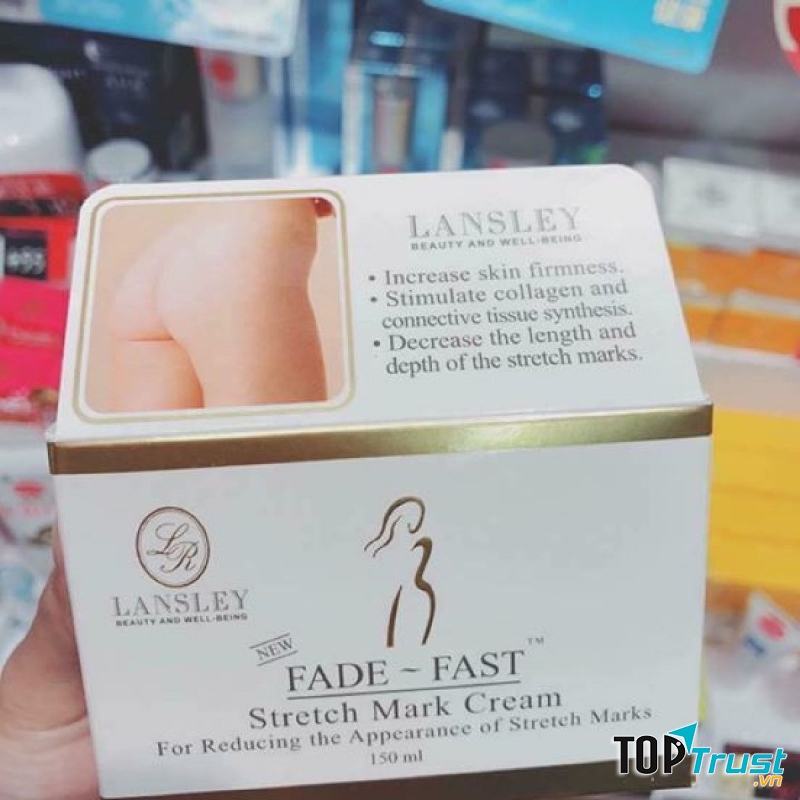 LANSLEY
BEAUTY AND WELL-BEING
• Increase skin firmness.
• Stimulate collagen and
connective tissue synthesis.
• Decrease the length and
depth of the stretch marks.
LR
LANSLEY
BEAUTY AND WELL-BEING
NEW
FADE ~ FAST™
Stretch Mark Cream
For Reducing the Appearance of Stretch Marks
150 ml
TOPTrust
.vn